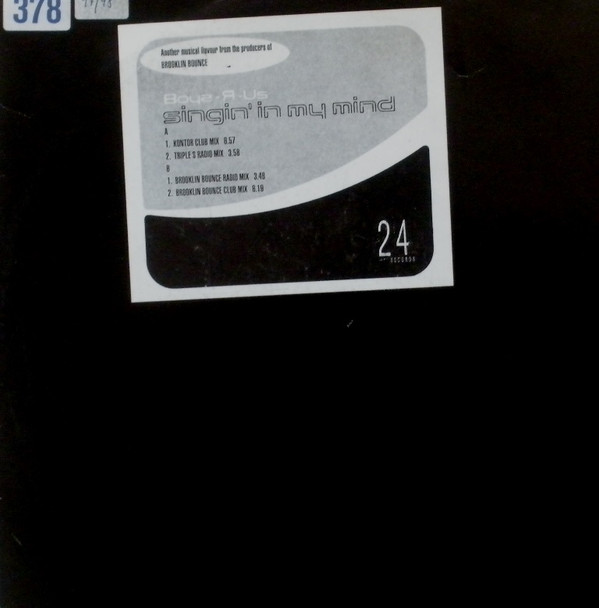 378
Another musical flavour from the producers of
BROOKLIN BOUNCE
Boyz-Я-Us
singin' in my mind
A
1. KONTOR CLUB MIX 6.57
2. TRIPLE S RADIO MIX 3.58
B
1. BROOKLIN BOUNCE RADIO MIX 3.46
2. BROOKLIN BOUNCE CLUB MIX 6.19
24
RECORDS